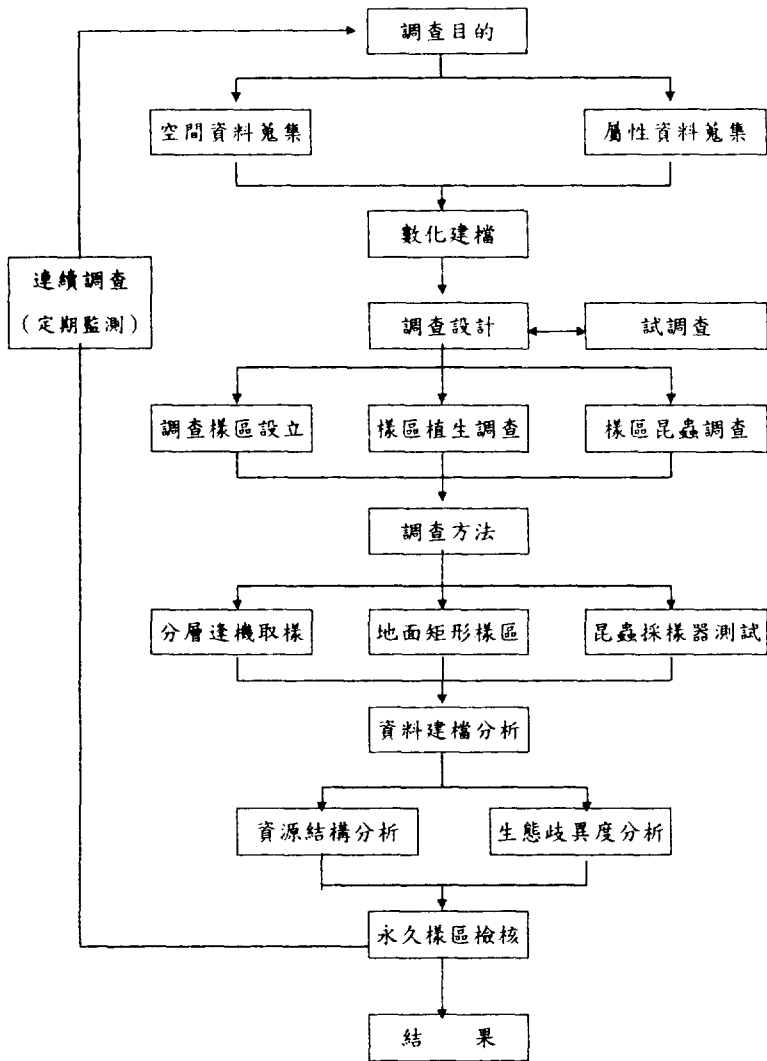 調查目的
空間資料蒐集
屬性資料蒐集
數化建檔
連續調查
(定期監測)
調查設計
試調查
調查樣區設立
樣區植生調查
樣區昆蟲調查
調查方法
分層逢機取樣
地面矩形樣區
昆蟲採樣器測試
資料建檔分析
資源結構分析
生態歧異度分析
永久樣區檢核
結 果